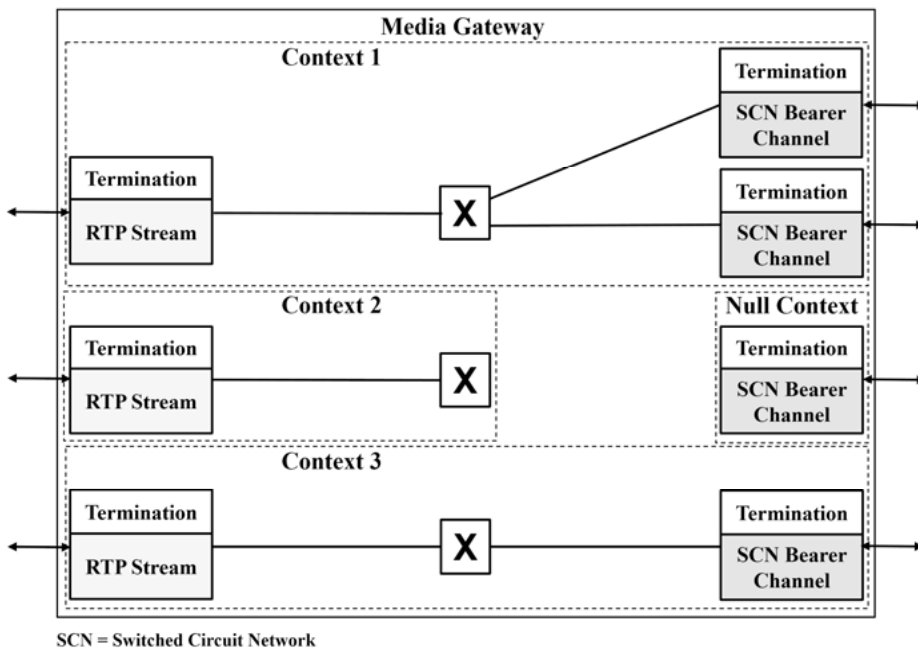 Media Gateway
Context 1
Termination
SCN Bearer
Channel
Termination
RTP Stream
X
Termination
SCN Bearer
Channel
Context 2
Null Context
Termination
RTP Stream
X
Termination
SCN Bearer
Channel
Context 3
Termination
RTP Stream
X
Termination
SCN Bearer
Channel
SCN = Switched Circuit Network